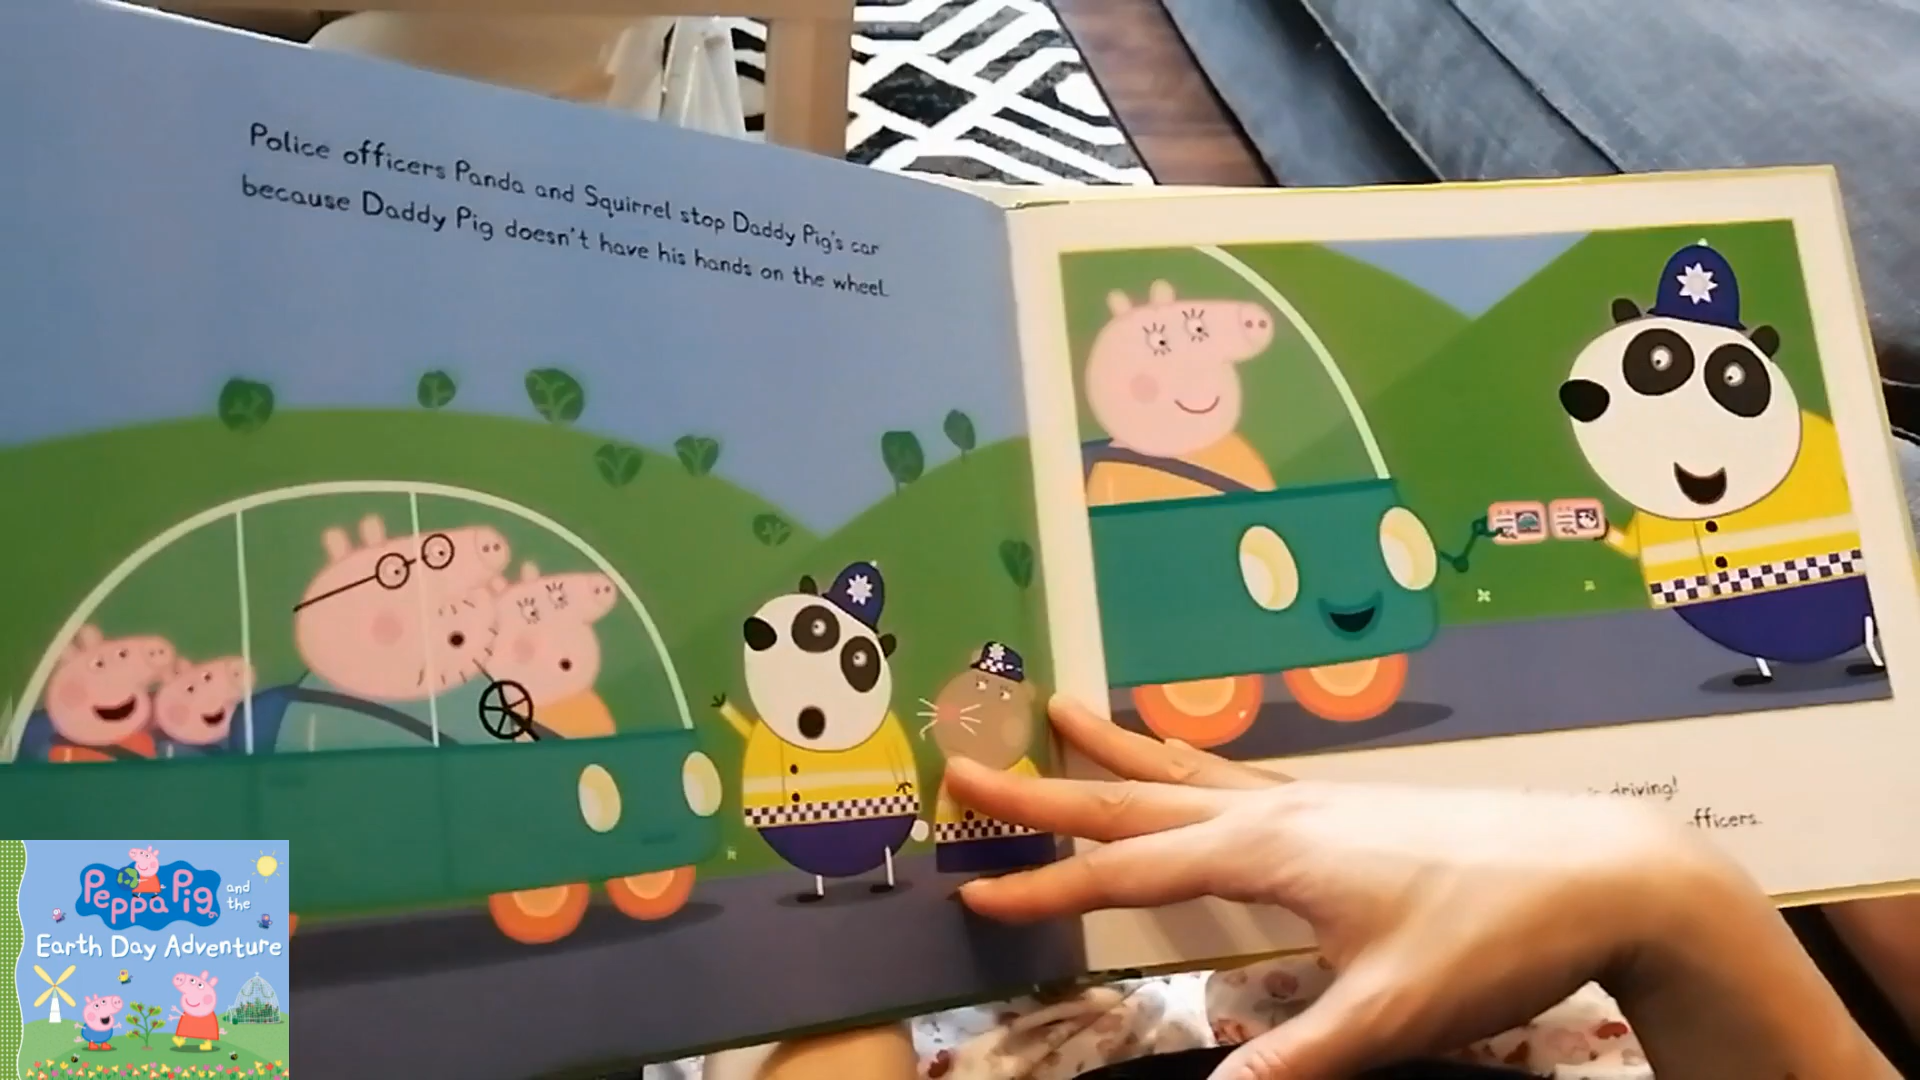 Police officers Panda and Squirrel stop Daddy Pig's car
because Daddy Pig doesn't have his hands on the wheel.
driving!
officers.
Peppa Pig and the
Earth Day Adventure